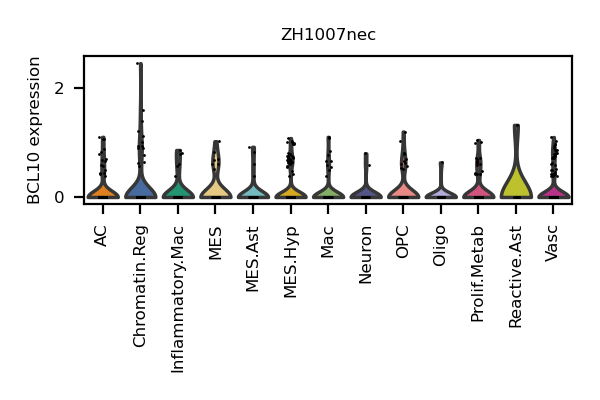 ZH1007nec
BCL10 expression
2
0
AC
Chromatin.Reg
Inflammatory.Mac
MES
MES.Ast
MES.Hyp
Mac
Neuron
OPC
Oligo
Prolif.Metab
Reactive.Ast
Vasc